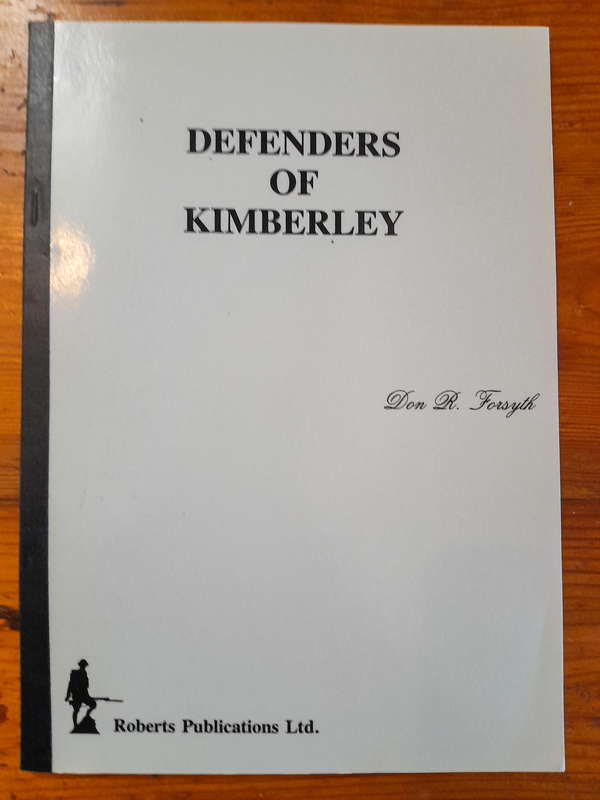 DEFENDERS
OF
KIMBERLEY
Don R. Forsyth
Roberts Publications Ltd.